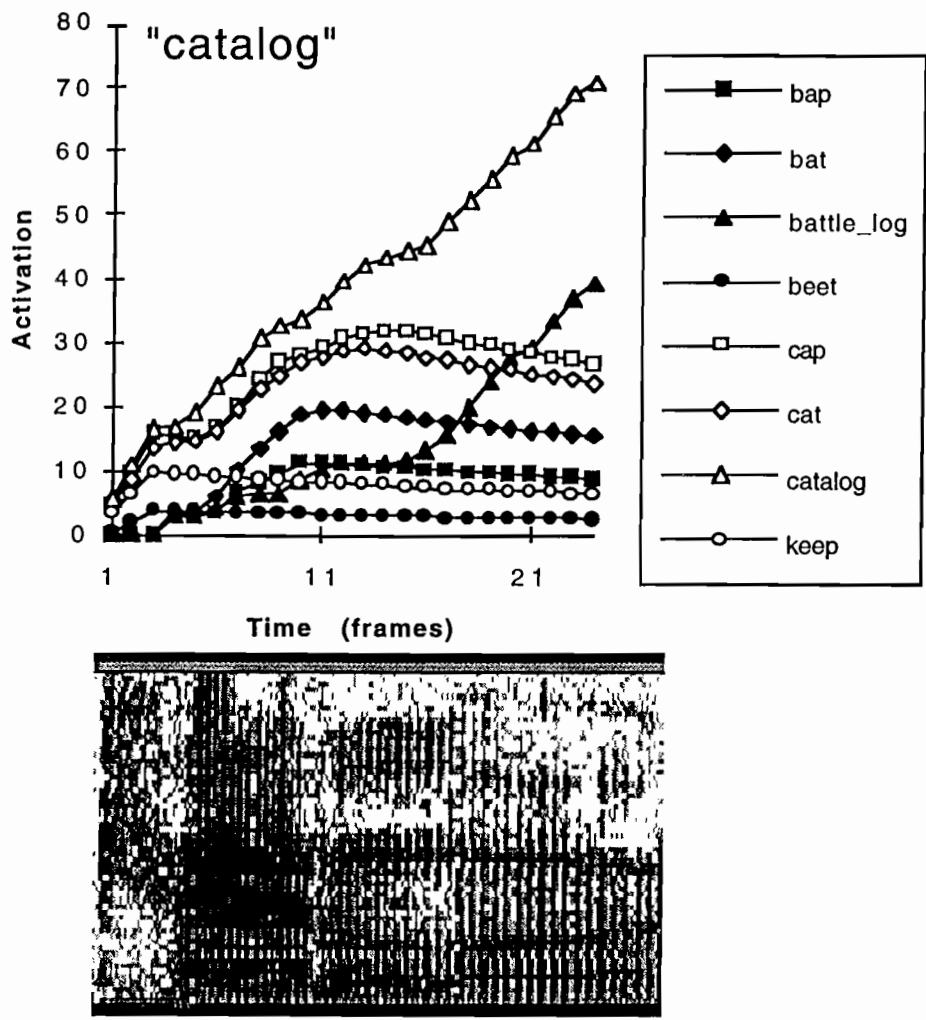 80
"catalog"
70
60
50
40
30
20
10
0
Activation
1
11
21
Time (frames)
bap
bat
battle_log
beet
cap
cat
catalog
keep